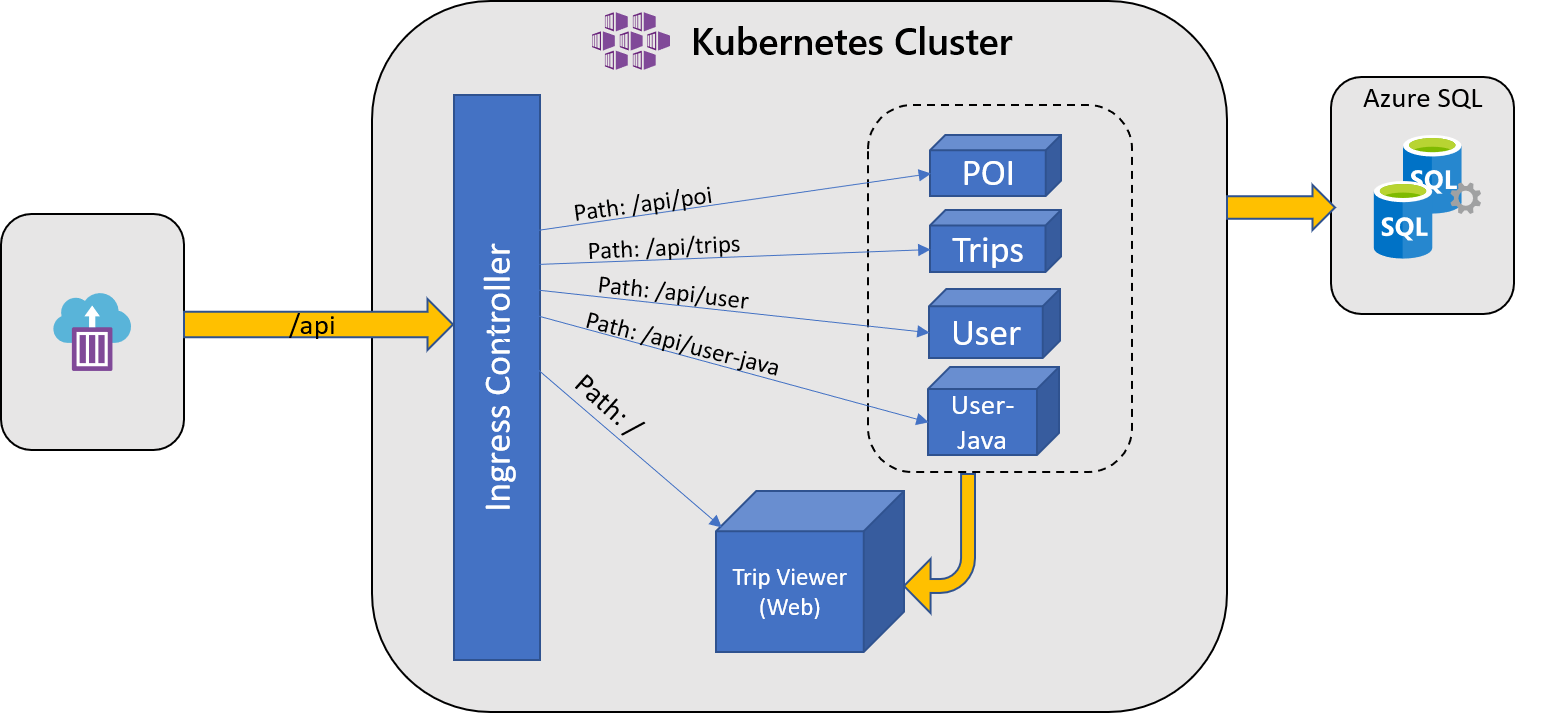 Kubernetes Cluster
Azure SQL
SQL
SQL
/api
Ingress Controller
Path: /api/poi
Path: /api/trips
Path: /api/user
Path: /api/user-java
Path: /
POI
Trips
User
User-
Java
Trip Viewer
(Web)